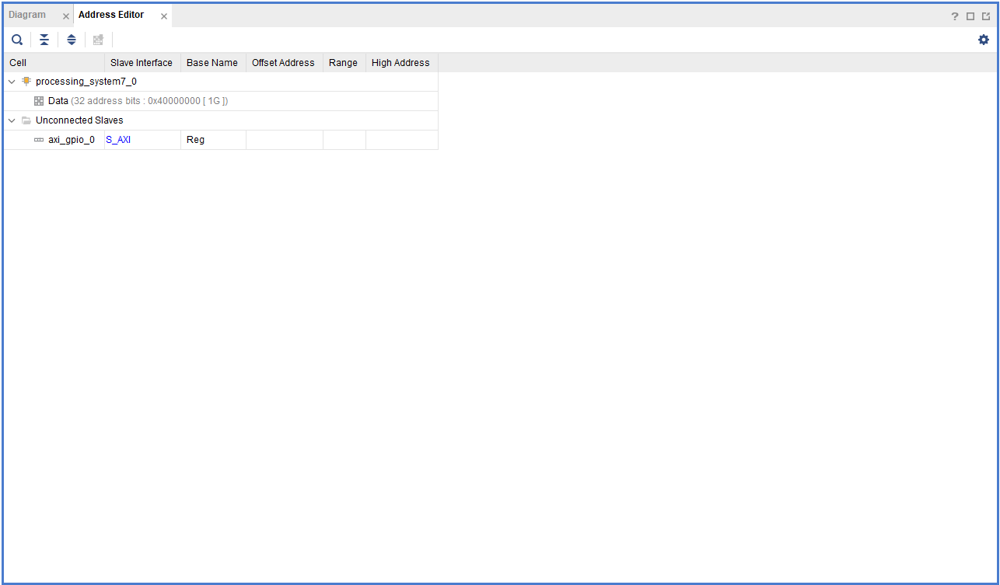 Diagram Address Editor
Cell Slave Interface Base Name Offset Address Range High Address
processing_system7_0
Data (32 address bits : 0x40000000 [ 1G ])
Unconnected Slaves
axi_gpio_0 S_AXI Reg